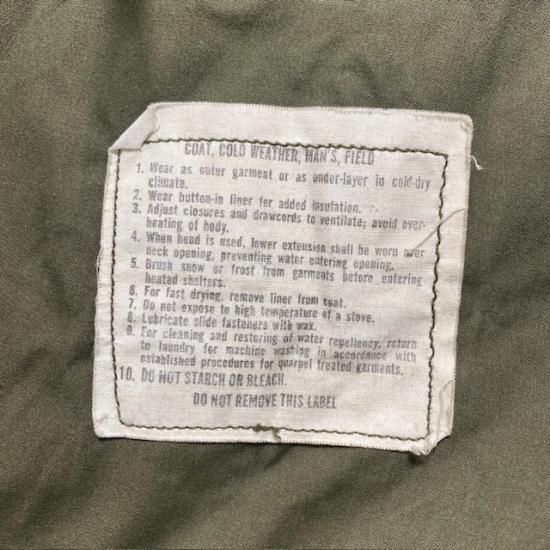 COAT, COLD WEATHER, MAN'S, FIELD
1. Wear as outer garment or as under-layer in cold-dry
climate.
2. Wear button-in liner for added insulation.
3. Adjust closures and drawcords to ventilate; avoid over-
heating of body.
4. When hood is used, lower extension shall be worn over
neck opening, preventing water entering opening.
5. Brush snow or frost from garments before entering
heated shelters.
6. For fast drying, remove liner from coat.
7. Do not expose to high temperature of a stove.
8. Lubricate slide fasteners with wax.
9. For cleaning and restoring of water repellency, return
to laundry for machine washing in accordance with
established procedures for quarpel treated garments.
10. DO NOT STARCH OR BLEACH.
DO NOT REMOVE THIS LABEL